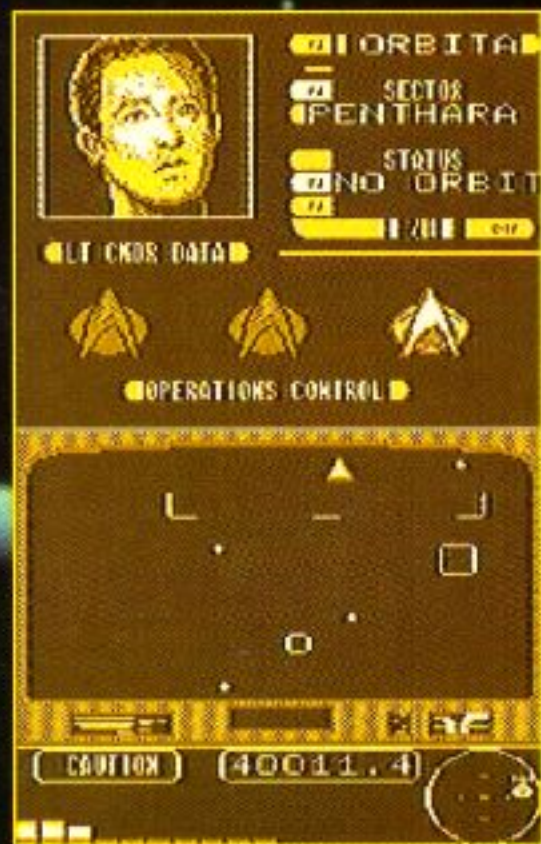 ORBITA
SECTOR
PENTHARA
STATUS
NO ORBIT
LT CMDR DATA
OPERATIONS CONTROL
CAUTION
40011.4